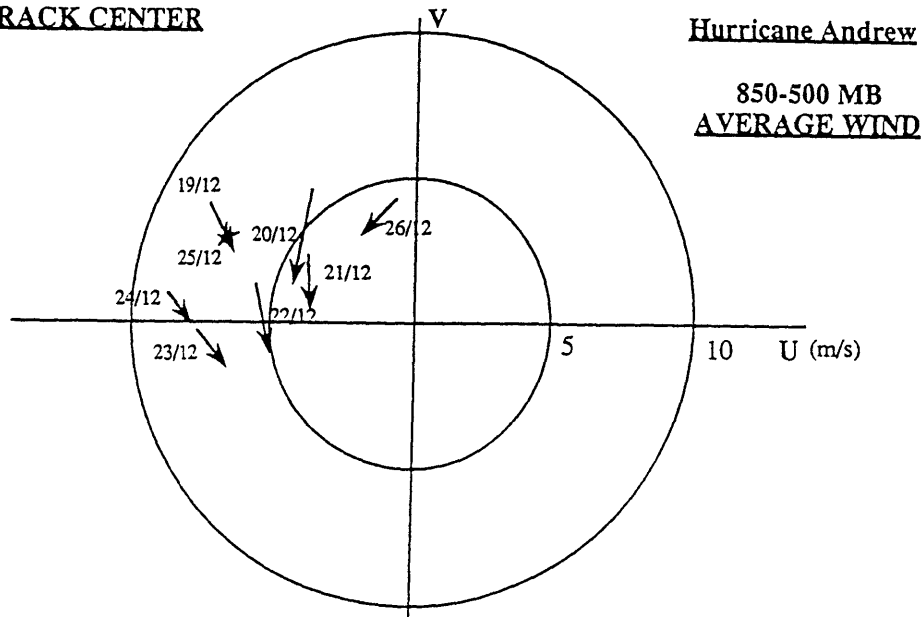 RACK CENTER
V
Hurricane Andrew
850-500 MB
AVERAGE WIND
19/12
20/12
26/12
25/12
21/12
24/12
22/12
23/12
5
10
U (m/s)